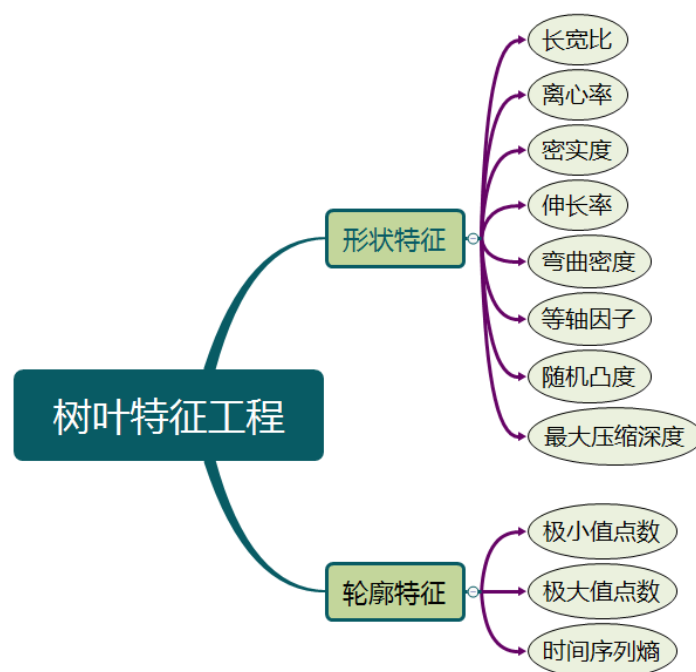 长宽比
离心率
密实度
伸长率
形状特征
弯曲密度
等轴因子
随机凸度
树叶特征工程
最大压缩深度
极小值点数
轮廓特征
极大值点数
时间序列熵